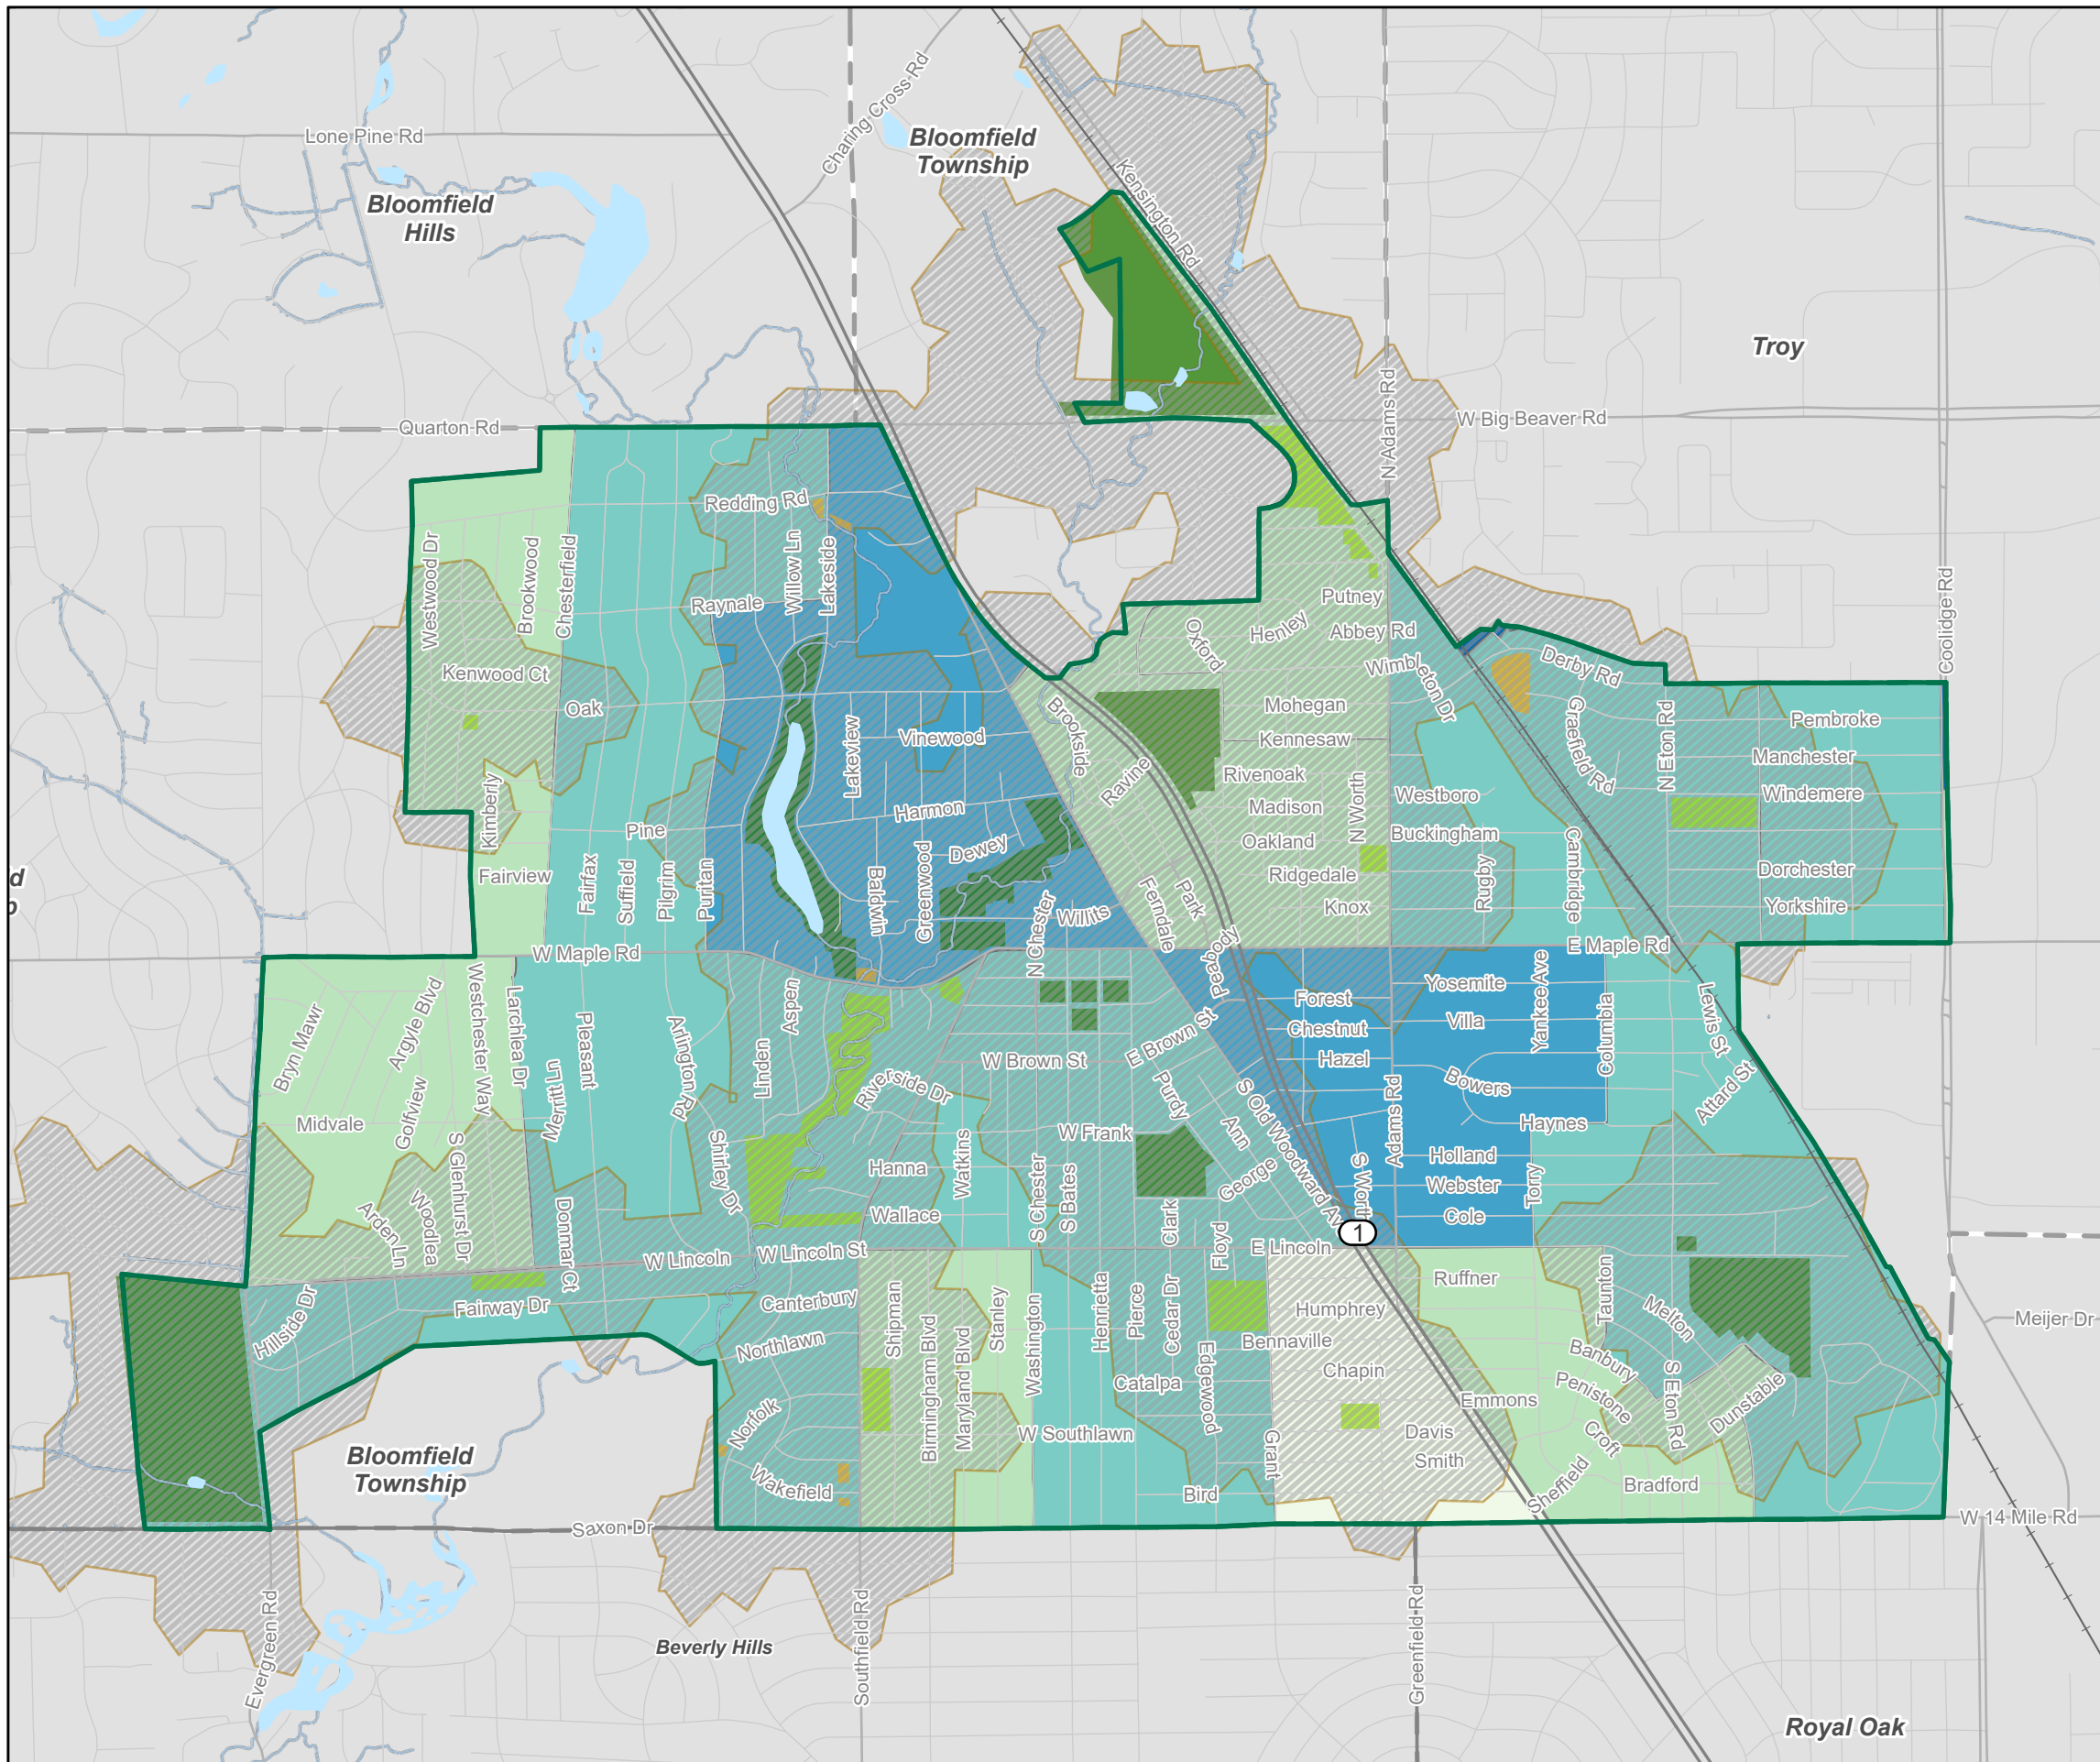 Lone Pine Rd
Charing Cross Rd
Bloomfield
Township
Kensington Rd
Bloomfield
Hills
Troy
Quarton Rd
W Big Beaver Rd
N Adams Rd
Coolidge Rd
Redding Rd
Westwood Dr
Brookwood
Chesterfield
Willow Ln
Lakeside
Raynale
Putney
Henley
Abbey Rd
Oxford
Wimbleton Dr
Derby Rd
Kenwood Ct
Oak
Mohegan
Graefield Rd
N Eton Rd
Pembroke
Brookside
Lakeview
Vinewood
Kennesaw
Manchester
Ravine
Rivenoak
Westboro
Windemere
Kimberly
Harmon
Madison
N Worth
Pine
Oakland
Buckingham
Cambridge
Dewey
Greenwood
Baldwin
Fairview
Fairfax
Suffield
Pilgrim
Puritan
Ridgedale
Rugby
Dorchester
Park
Ferndale
Knox
Yorkshire
Willits
N Chester
Peabody
W Maple Rd
E Maple Rd
Bryn Mawr
Argyle Blvd
Westchester Way
Larchlea Dr
Pleasant
Aspen
Forest
Yosemite
Yankee Ave
Columbia
Lewis St
Chestnut
Villa
Merritt Ln
Arlington Rd
Linden
W Brown St
E Brown St
Hazel
Bowers
Attard St
Riverside Dr
Purdy
S Old Woodward Av
Adams Rd
Midvale
Golfview
W Frank
Ann
Haynes
S Glenhurst Dr
Shirley Dr
Hanna
Watkins
S Chester
S Bates
George
S Worth
Holland
Webster
Torry
Arden Ln
Woodlea
Donmar Ct
Wallace
Clark
Floyd
Cole
1
W Lincoln
W Lincoln St
E Lincoln
Hillside Dr
Fairway Dr
Canterbury
Shipman
Henrietta
Pierce
Cedar Dr
Ruffner
Taunton
Humphrey
Melton
Meijer Dr
Northlawn
Birmingham Blvd
Maryland Blvd
Stanley
Washington
Bennaville
Banbury
Chapin
Catalpa
Edgewood
Penistone
S Eton Rd
Dunstable
Emmons
Norfolk
W Southlawn
Grant
Davis
Croft
Bloomfield
Township
Smith
Wakefield
Bird
Sheffield
Bradford
Saxon Dr
W 14 Mile Rd
Evergreen Rd
Southfield Rd
Greenfield Rd
Beverly Hills
Royal Oak